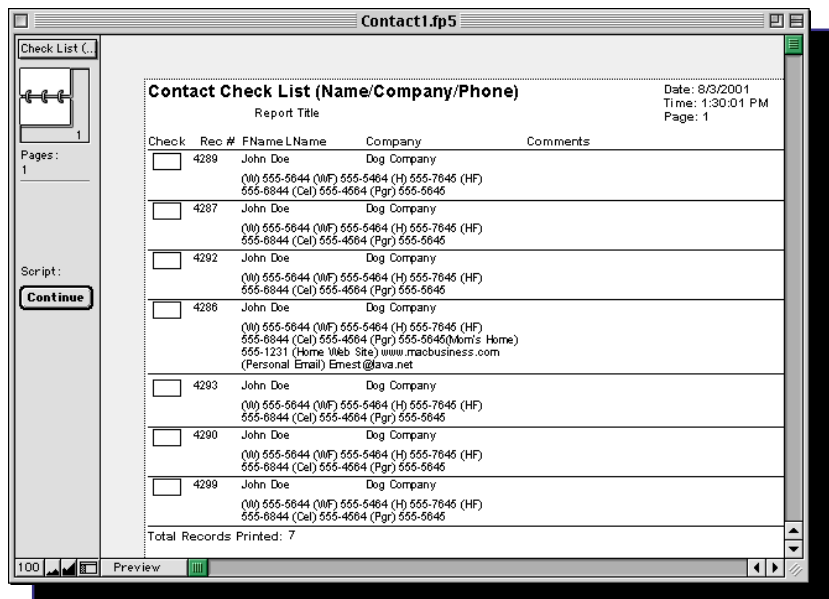 Contact1.fp5
Check List (..
1
Pages:
1
Script:
Continue
Contact Check List (Name/Company/Phone)
Report Title
Date: 8/3/2001
Time: 1:30:01 PM
Page: 1
Check Rec # FName LName Company Comments
4289 John Doe Dog Company
(W) 555-5644 (WF) 555-5464 (H) 555-7645 (HF)
555-6844 (Cel) 555-4564 (Pgr) 555-5645
4287 John Doe Dog Company
(W) 555-5644 (WF) 555-5464 (H) 555-7645 (HF)
555-6844 (Cel) 555-4564 (Pgr) 555-5645
4292 John Doe Dog Company
(W) 555-5644 (WF) 555-5464 (H) 555-7645 (HF)
555-6844 (Cel) 555-4564 (Pgr) 555-5645
4286 John Doe Dog Company
(W) 555-5644 (WF) 555-5464 (H) 555-7645 (HF)
555-6844 (Cel) 555-4564 (Pgr) 555-5645(Mom's Home)
555-1231 (Home Web Site) www.macbusiness.com
(Personal Email) Ernest@lava.net
4293 John Doe Dog Company
(W) 555-5644 (WF) 555-5464 (H) 555-7645 (HF)
555-6844 (Cel) 555-4564 (Pgr) 555-5645
4290 John Doe Dog Company
(W) 555-5644 (WF) 555-5464 (H) 555-7645 (HF)
555-6844 (Cel) 555-4564 (Pgr) 555-5645
4299 John Doe Dog Company
(W) 555-5644 (WF) 555-5464 (H) 555-7645 (HF)
555-6844 (Cel) 555-4564 (Pgr) 555-5645
Total Records Printed: 7
100 Preview